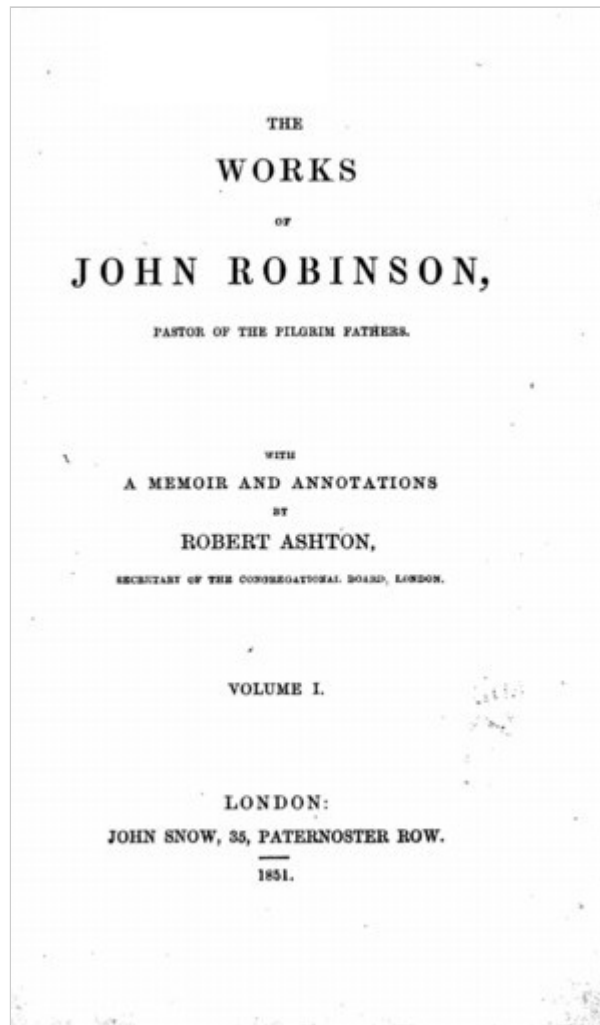 THE
WORKS
OF
JOHN ROBINSON,
PASTOR OF THE PILGRIM FATHERS.
WITH
A MEMOIR AND ANNOTATIONS
BY
ROBERT ASHTON,
SECRETARY OF THE CONGREGATIONAL BOARD, LONDON.
VOLUME I.
LONDON:
JOHN SNOW, 35, PATERNOSTER ROW.
1851.